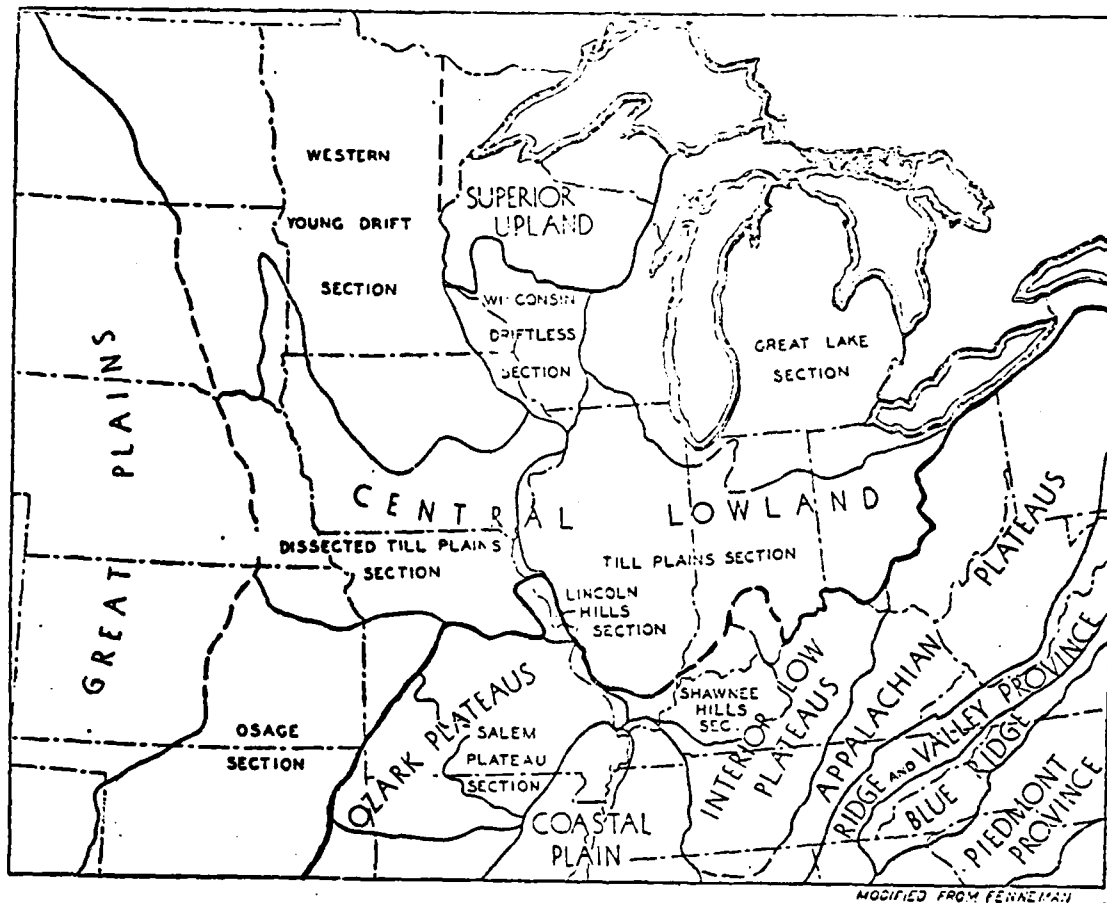 WESTERN
YOUNG DRIFT
SECTION
SUPERIOR
UPLAND
WISCONSIN
DRIFTLESS
SECTION
GREAT LAKE
SECTION
GREAT PLAINS
CENTRAL LOWLAND
DISSECTED TILL PLAINS
SECTION
TILL PLAINS SECTION
LINCOLN
HILLS
SECTION
OSAGE
SECTION
OZARK PLATEAUS
SALEM
PLATEAU
SECTION
SHAWNEE
HILLS
SEC.
COASTAL
PLAIN
INTERIOR LOW
PLATEAUS
APPALACHIAN
PLATEAUS
RIDGE AND VALLEY PROVINCE
BLUE RIDGE
PIEDMONT
PROVINCE
MODIFIED FROM FENNEMAN